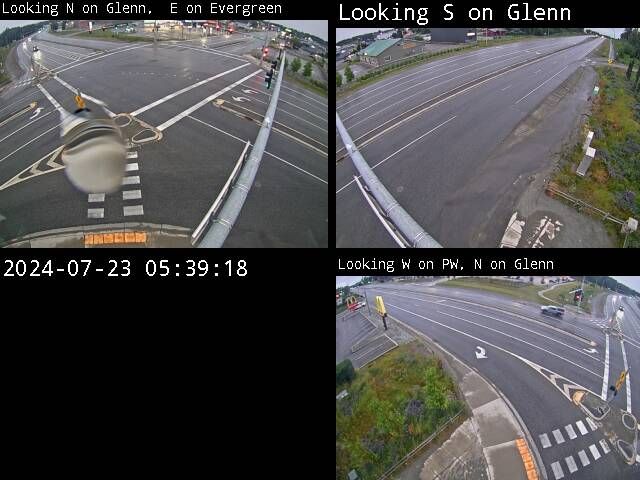 Looking N on Glenn, E on Evergreen
Looking S on Glenn
2024-07-23 05:39:18
Looking W on PW, N on Glenn